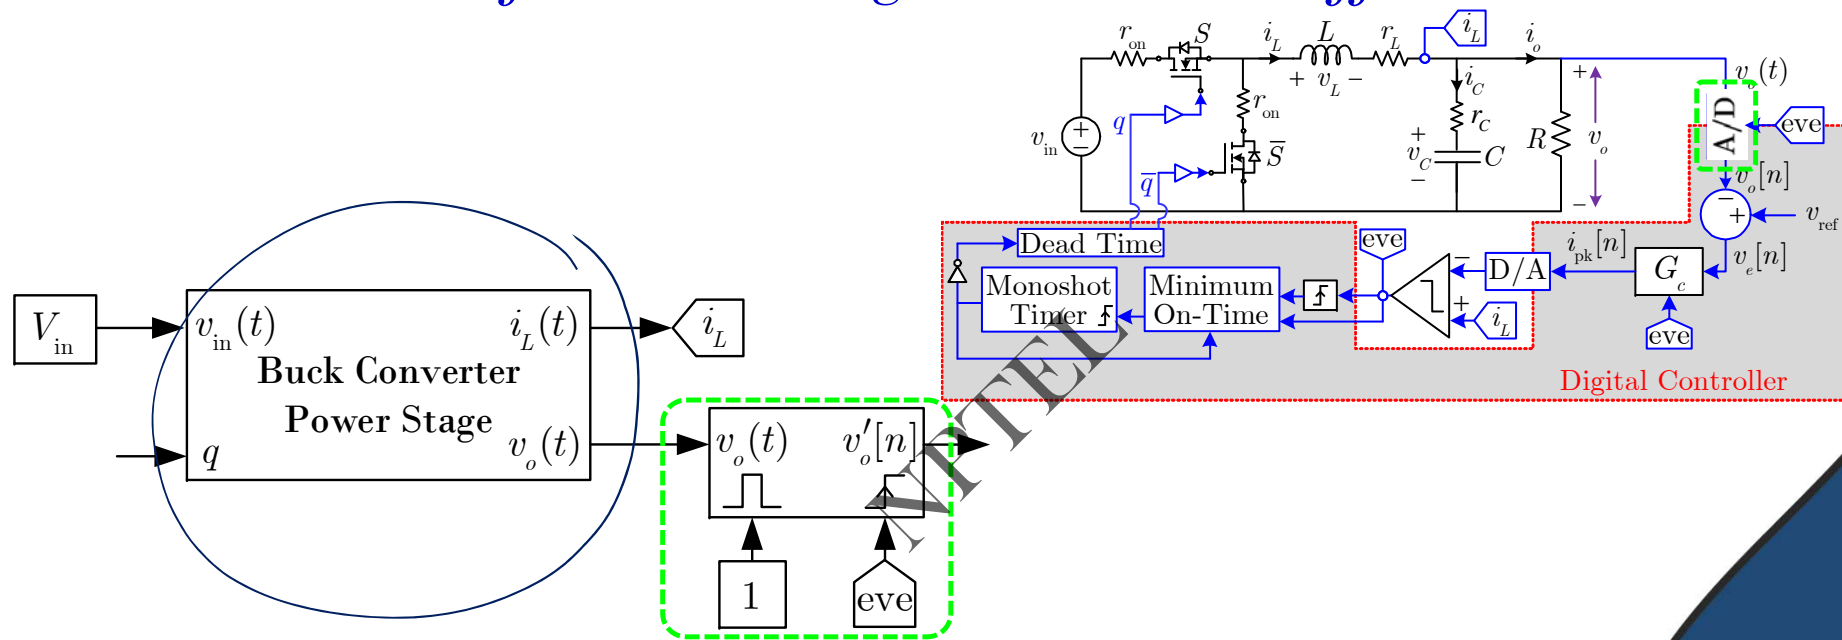 V_in
v_in(t)
i_L(t)
i_L
Buck Converter
Power Stage
q
v_o(t)
v_o(t)
v'_o[n]
1
eve
r_on
S
i_L
L
r_L
i_L
i_o
+ v_L −
i_C
v_o(t)
+
A/D
eve
q
r_on
r_C
v_in
+
−
S̅
+
v_C
−
C
R
v_o
q̅
−
v_o[n]
−
+
v_ref
Dead Time
eve
i_pk[n]
v_e[n]
Monoshot
Timer
Minimum
On-Time
−
+
D/A
G_c
i_L
eve
Digital Controller
NPTEL